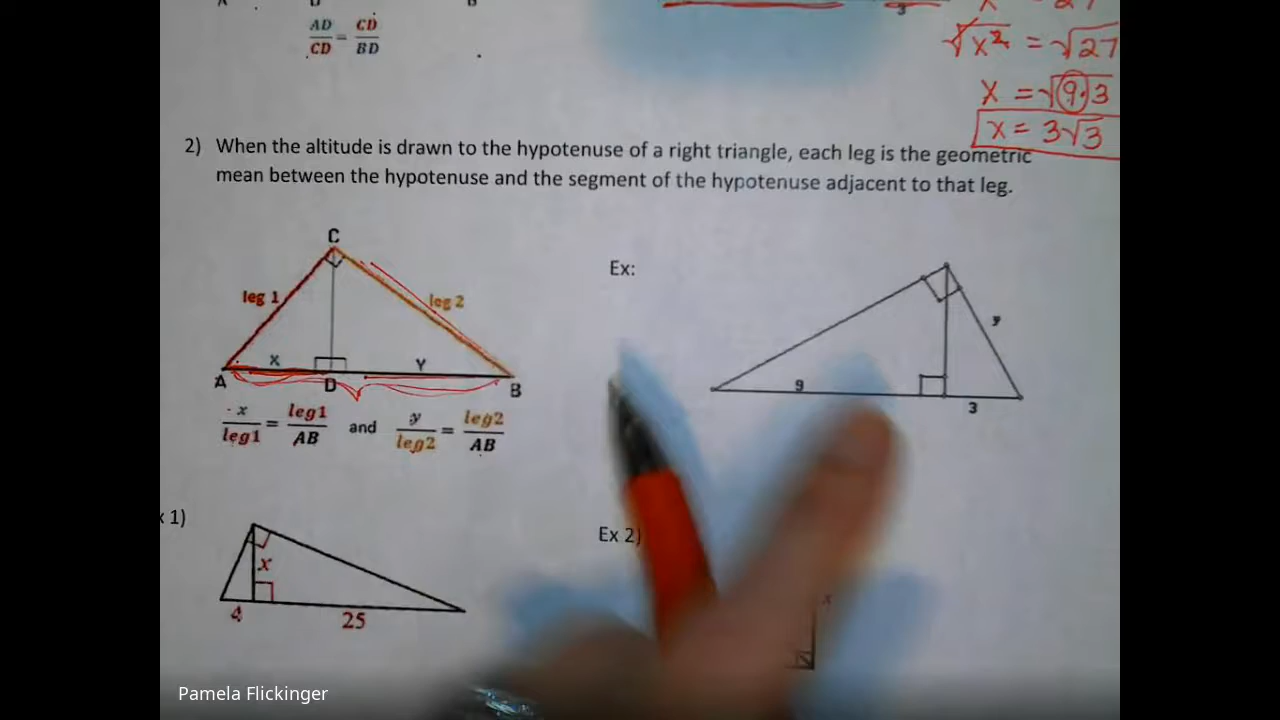 AD/CD = CD/BD
√x² = √27
x = √9·3
x = 3√3
2) When the altitude is drawn to the hypotenuse of a right triangle, each leg is the geometric
mean between the hypotenuse and the segment of the hypotenuse adjacent to that leg.
C
leg 1
leg 2
X
Y
A
D
B
x/leg1 = leg1/AB and y/leg2 = leg2/AB
Ex:
y
9
3
1)
x
4
25
Ex 2)
x
Pamela Flickinger